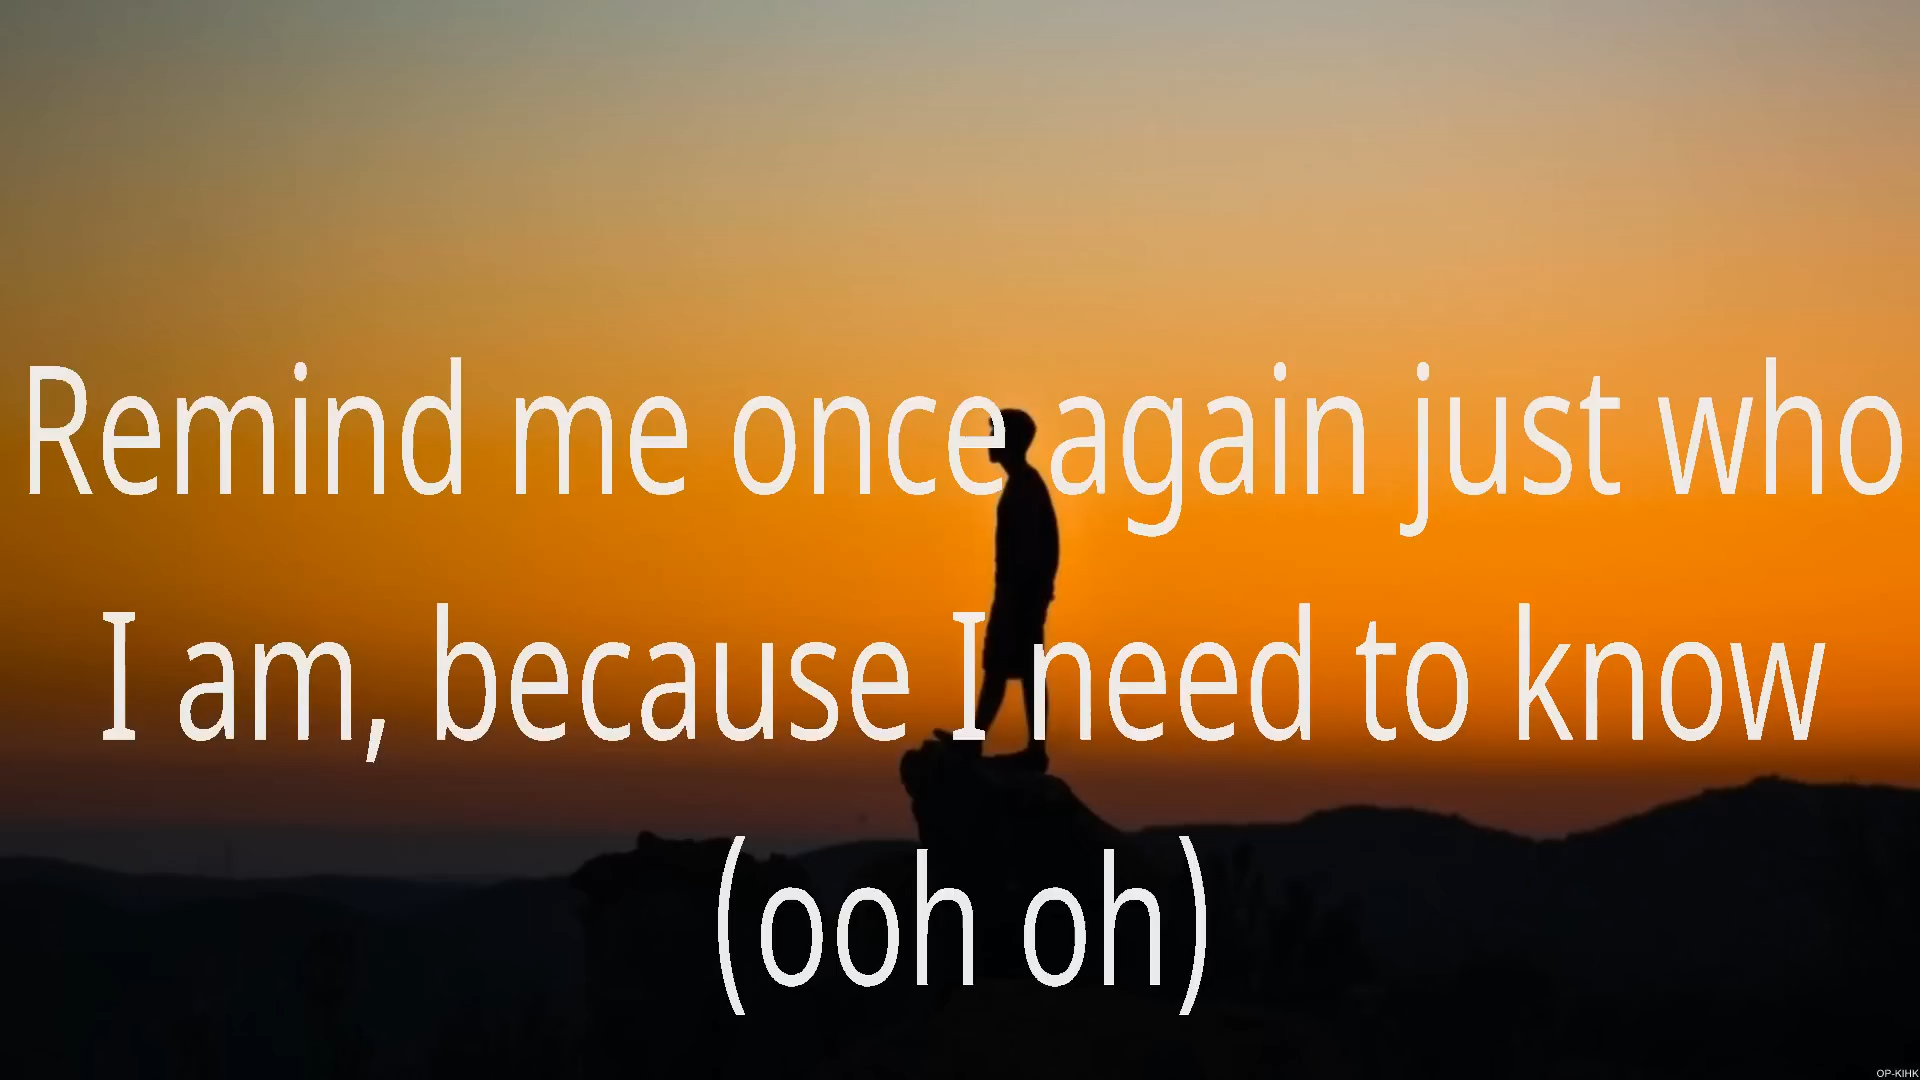 Remind me once again just who
I am, because I need to know
(ooh oh)
OP-KIHK